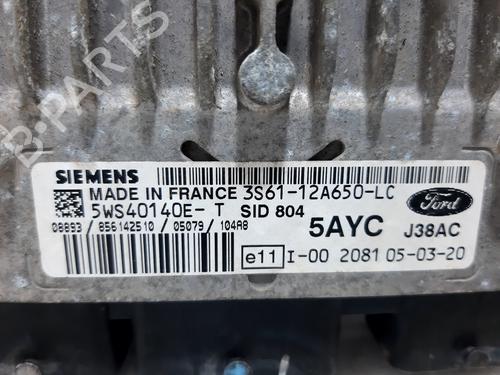 SIEMENS
MADE IN FRANCE 3S61-12A650-LC
5WS40140E- T SID 804
5AYC
Ford
J38AC
08893 / 856142510 / 05079 / 104A8
e11 I-00 2081 05-03-20
B-PARTS